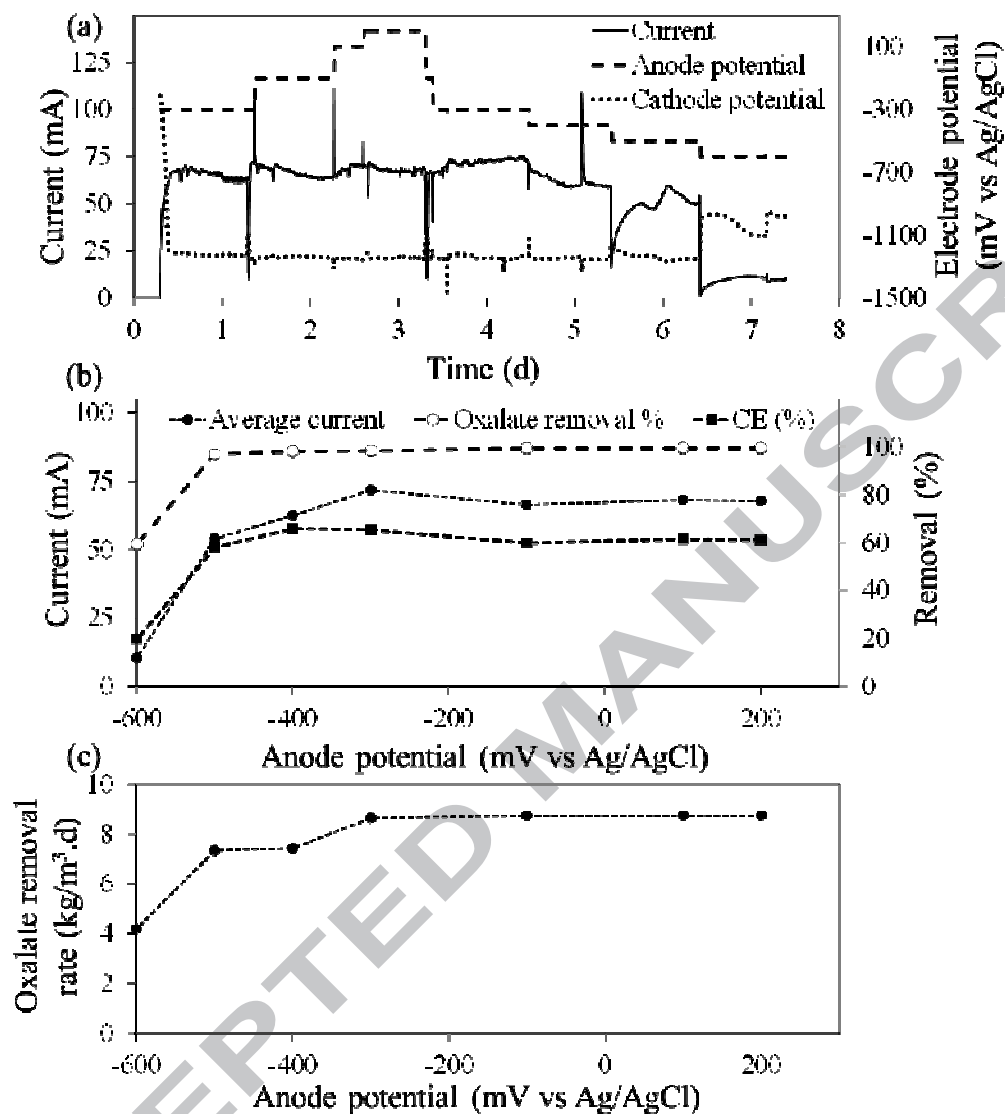 (a)
Current
Anode potential
Cathode potential
125
100
75
50
25
0
Current (mA)
100
-300
-700
-1100
-1500
Electrode potential
(mV vs Ag/AgCl)
0 1 2 3 4 5 6 7 8
Time (d)
(b)
Average current Oxalate removal % CE (%)
100
75
50
25
0
Current (mA)
100
80
60
40
20
0
Removal (%)
-600 -400 -200 0 200
Anode potential (mV vs Ag/AgCl)
(c)
10
8
6
4
2
0
Oxalate removal
rate (kg/m³.d)
-600 -400 -200 0 200
Anode potential (mV vs Ag/AgCl)
EPTED MANUSCR